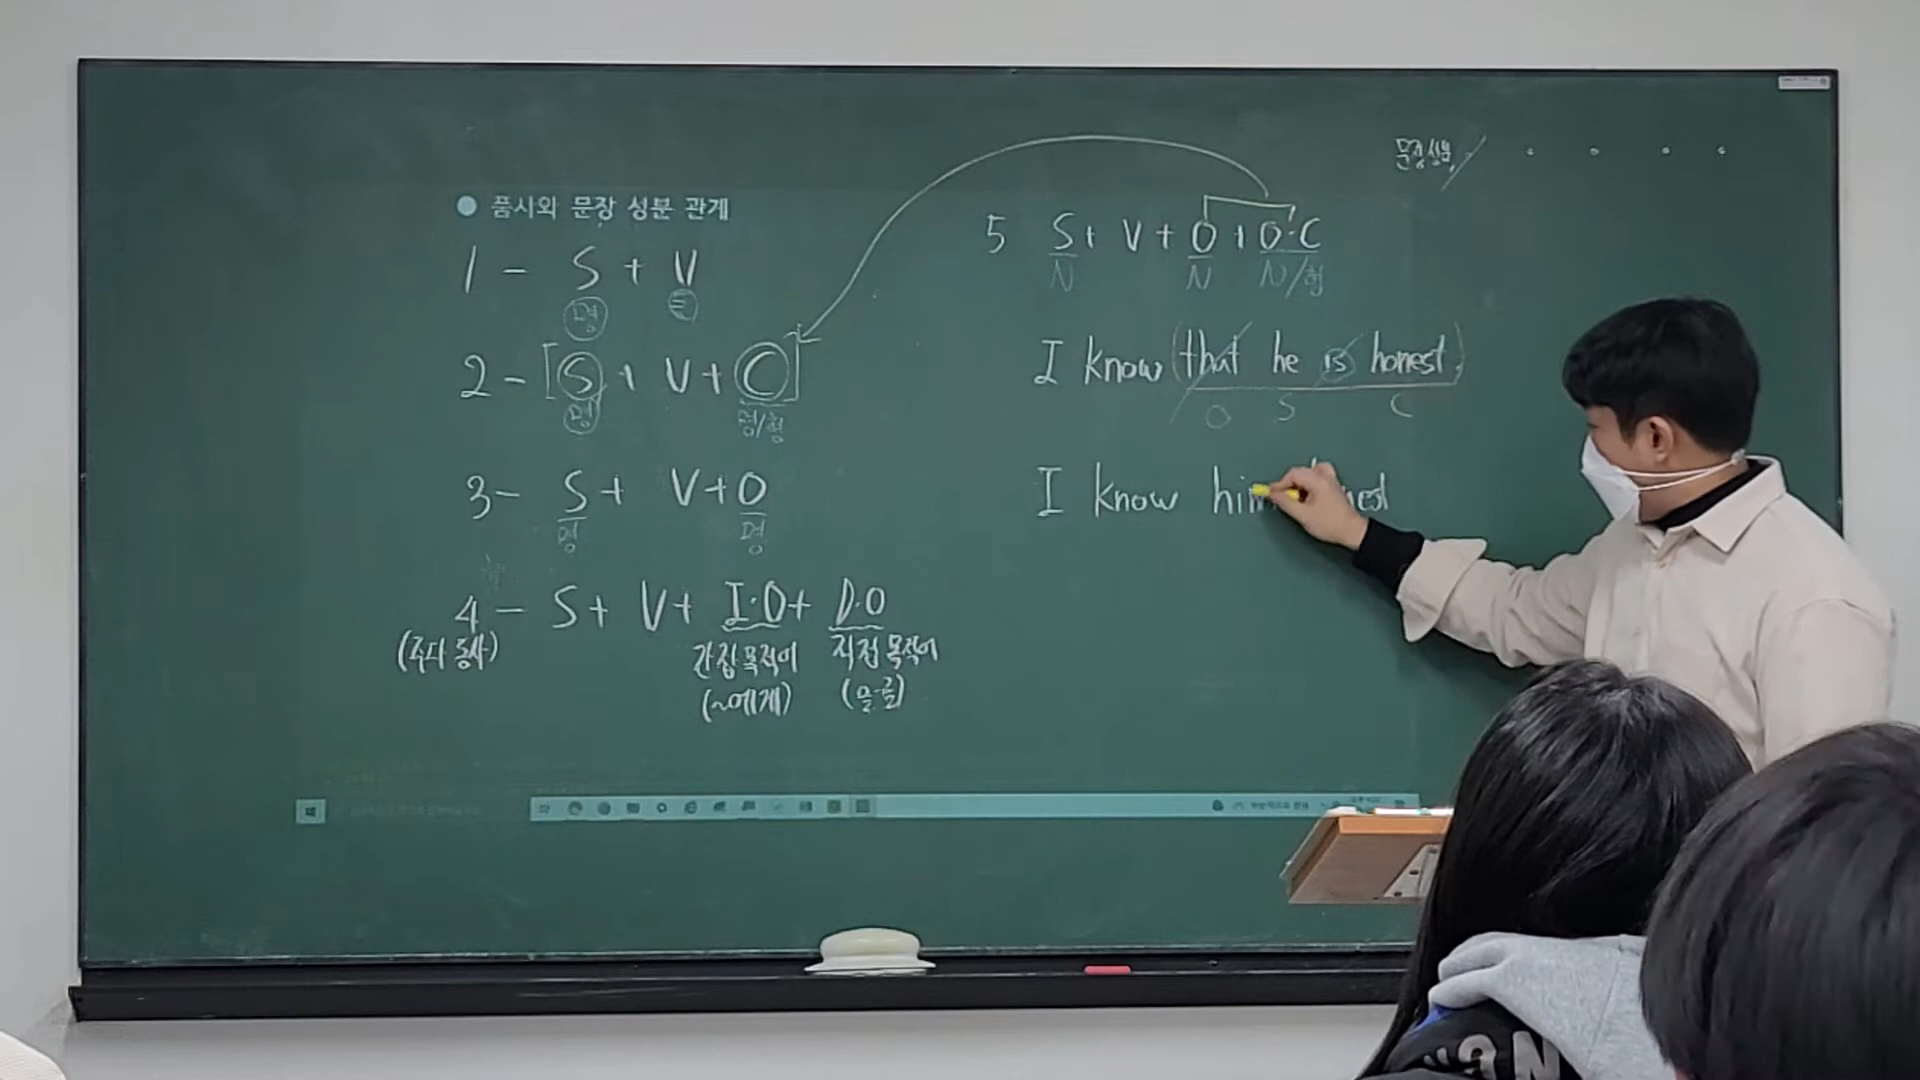 품사와 문장 성분 관계
1 - S + V
명 동
2 - [S + V + C]
명 명/형
3 - S + V + O
명 명
4 - S + V + I·O + D·O
(주다 동사) 간접목적어 직접목적어
(~에게) (을·를)
문장성분
5 S + V + O + O·C
N N N/형
I know (that he is honest.)
O S C
I know him